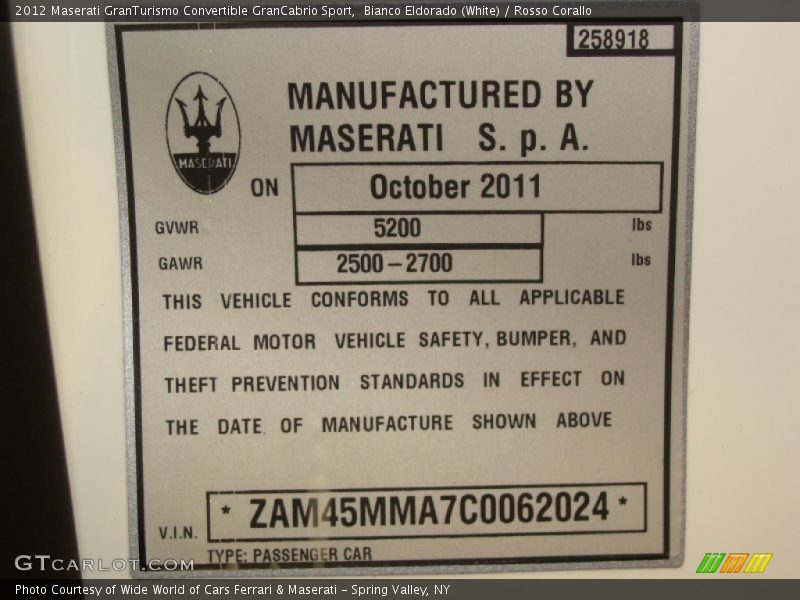 2012 Maserati GranTurismo Convertible GranCabrio Sport,  Bianco Eldorado (White) / Rosso Corallo
258918
MANUFACTURED BY
MASERATI S. p. A.
MASERATI
ON October 2011
GVWR 5200 lbs
GAWR 2500-2700 lbs
THIS VEHICLE CONFORMS TO ALL APPLICABLE
FEDERAL MOTOR VEHICLE SAFETY, BUMPER, AND
THEFT PREVENTION STANDARDS IN EFFECT ON
THE DATE OF MANUFACTURE SHOWN ABOVE
V.I.N. * ZAM45MMA7C0062024 *
TYPE: PASSENGER CAR
GTCARLOT.COM
Photo Courtesy of Wide World of Cars Ferrari & Maserati - Spring Valley, NY